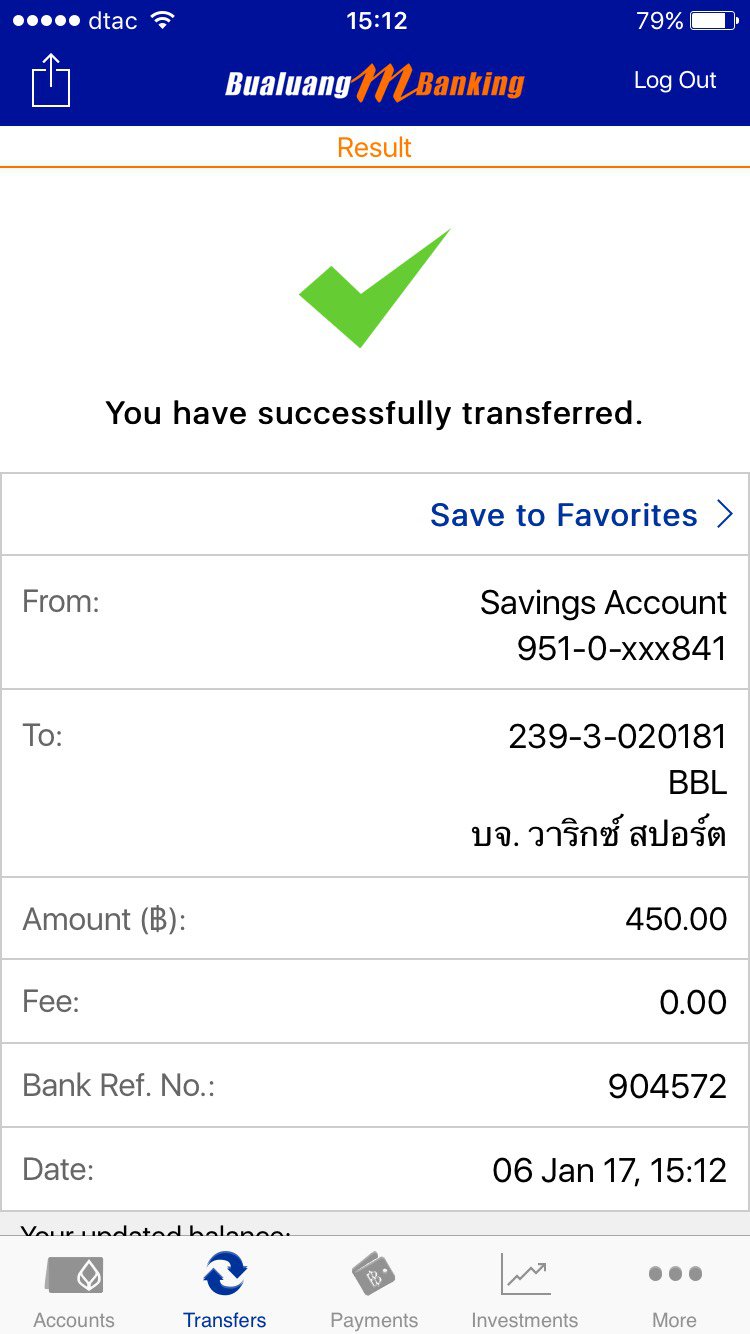 dtac 15:12 79%
Bualuang mBanking Log Out
Result
You have successfully transferred.
Save to Favorites
From: Savings Account
951-0-xxx841
To: 239-3-020181
BBL
บจ. วาริกซ์ สปอร์ต
Amount (฿): 450.00
Fee: 0.00
Bank Ref. No.: 904572
Date: 06 Jan 17, 15:12
Your updated balance:
Accounts Transfers Payments Investments More